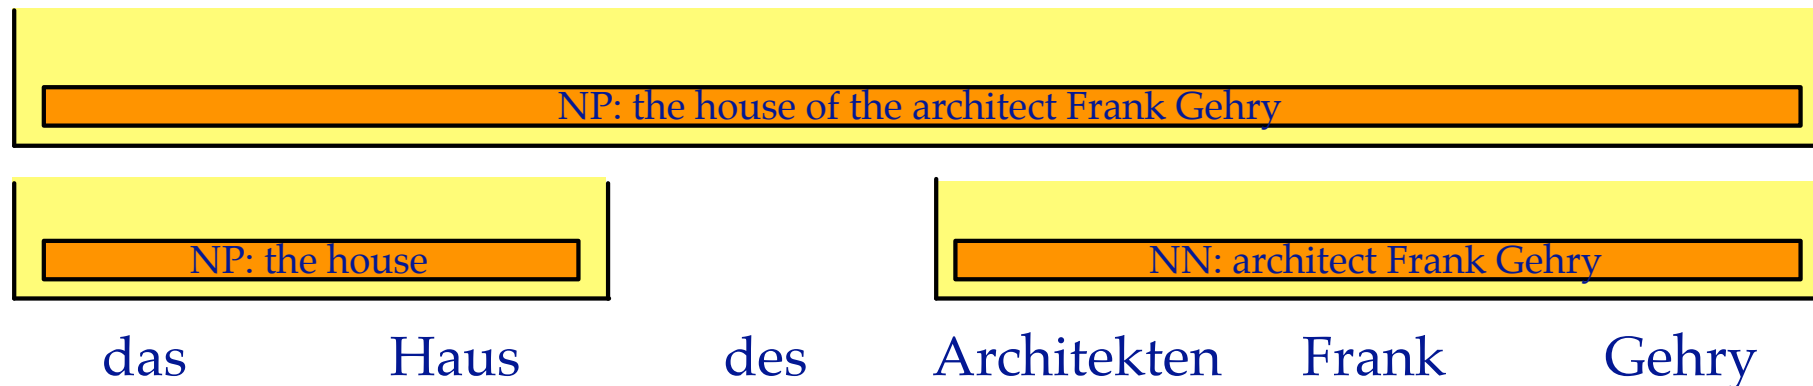 NP: the house of the architect Frank Gehry
NP: the house NN: architect Frank Gehry
das Haus des Architekten Frank Gehry